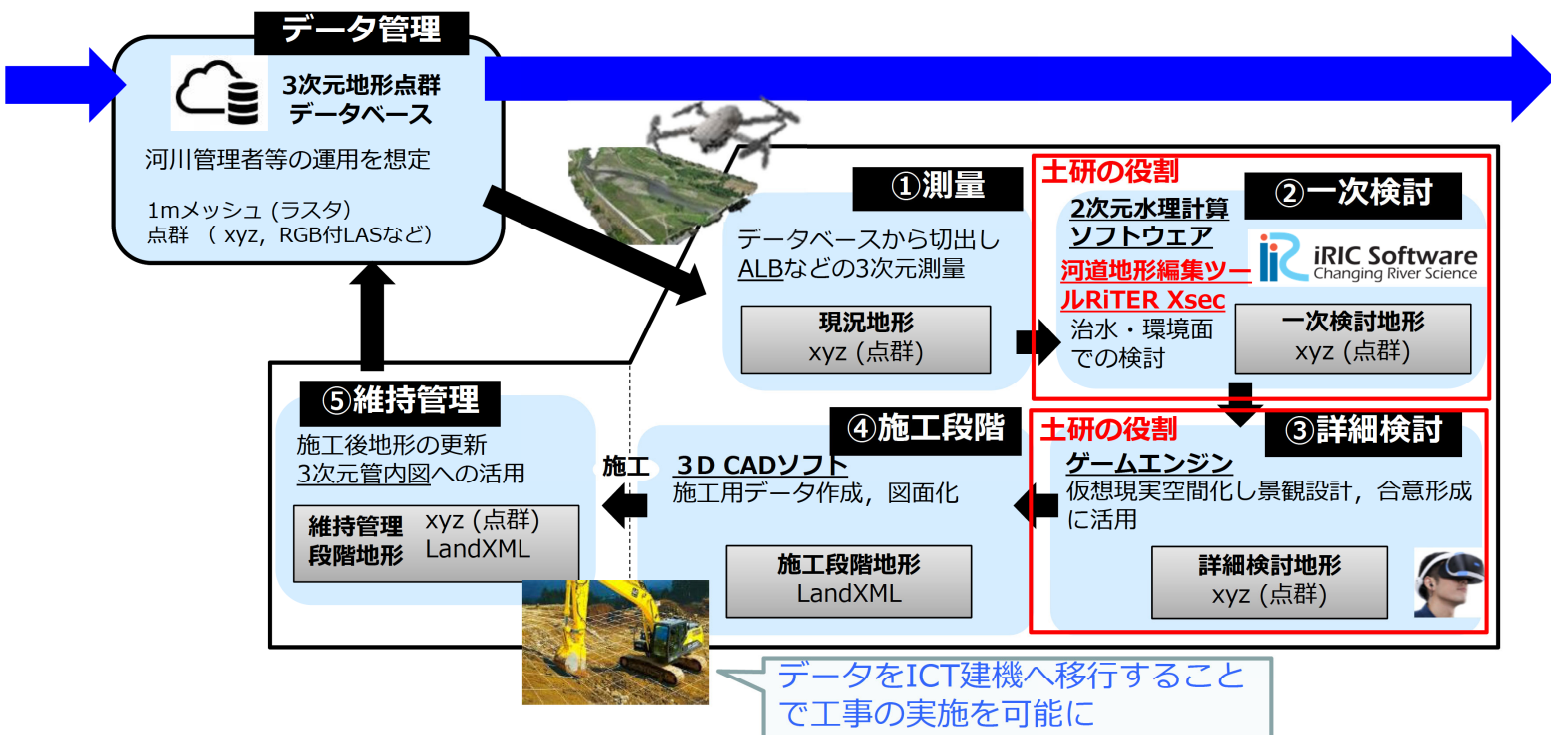 データ管理
3次元地形点群
データベース
河川管理者等の運用を想定
1mメッシュ (ラスタ)
点群 ( xyz，RGB付LASなど)
①測量
データベースから切出し
ALBなどの3次元測量
現況地形
xyz (点群)
土研の役割
②一次検討
2次元水理計算
ソフトウエア
iRIC Software
Changing River Science
河道地形編集ツー
ルRiTER Xsec
治水・環境面
での検討
一次検討地形
xyz (点群)
土研の役割
③詳細検討
ゲームエンジン
仮想現実空間化し景観設計，合意形成
に活用
詳細検討地形
xyz (点群)
④施工段階
３D CADソフト
施工用データ作成，図面化
施工段階地形
LandXML
施工
⑤維持管理
施工後地形の更新
3次元管内図への活用
維持管理 xyz (点群)
段階地形 LandXML
データをICT建機へ移行すること
で工事の実施を可能に